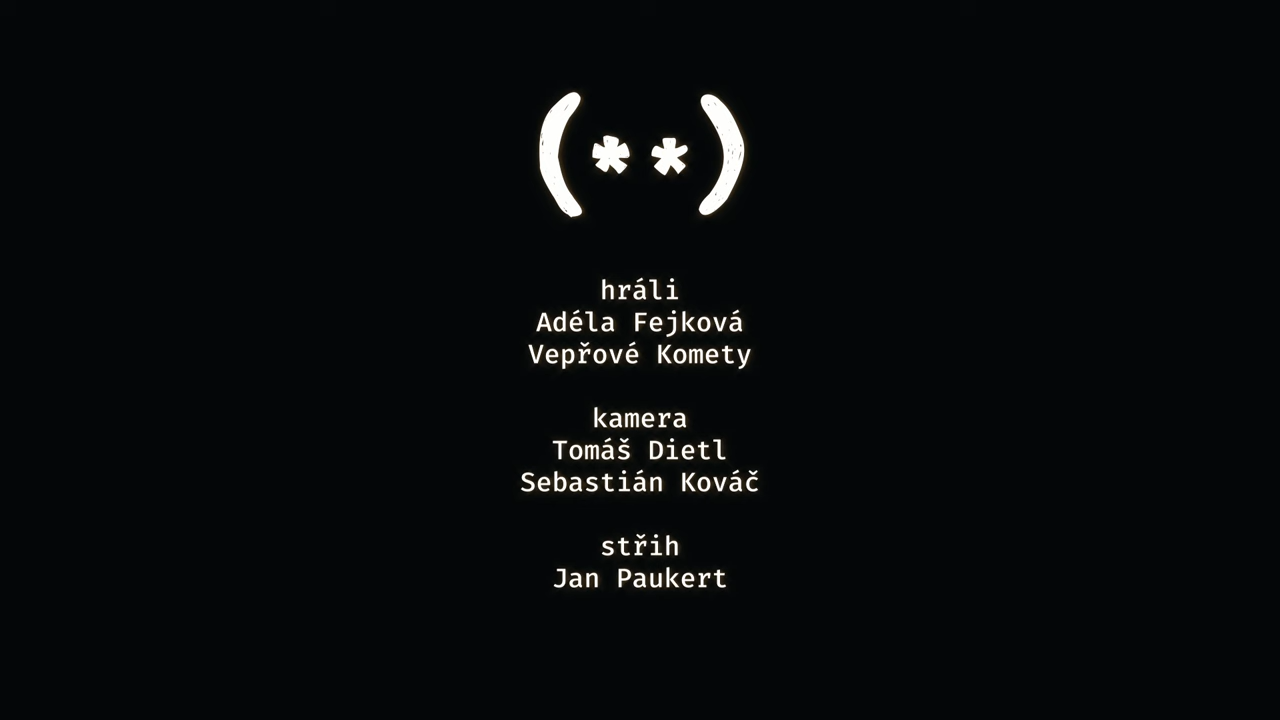 (**)
hráli
Adéla Fejková
Vepřové Komety
kamera
Tomáš Dietl
Sebastián Kováč
střih
Jan Paukert